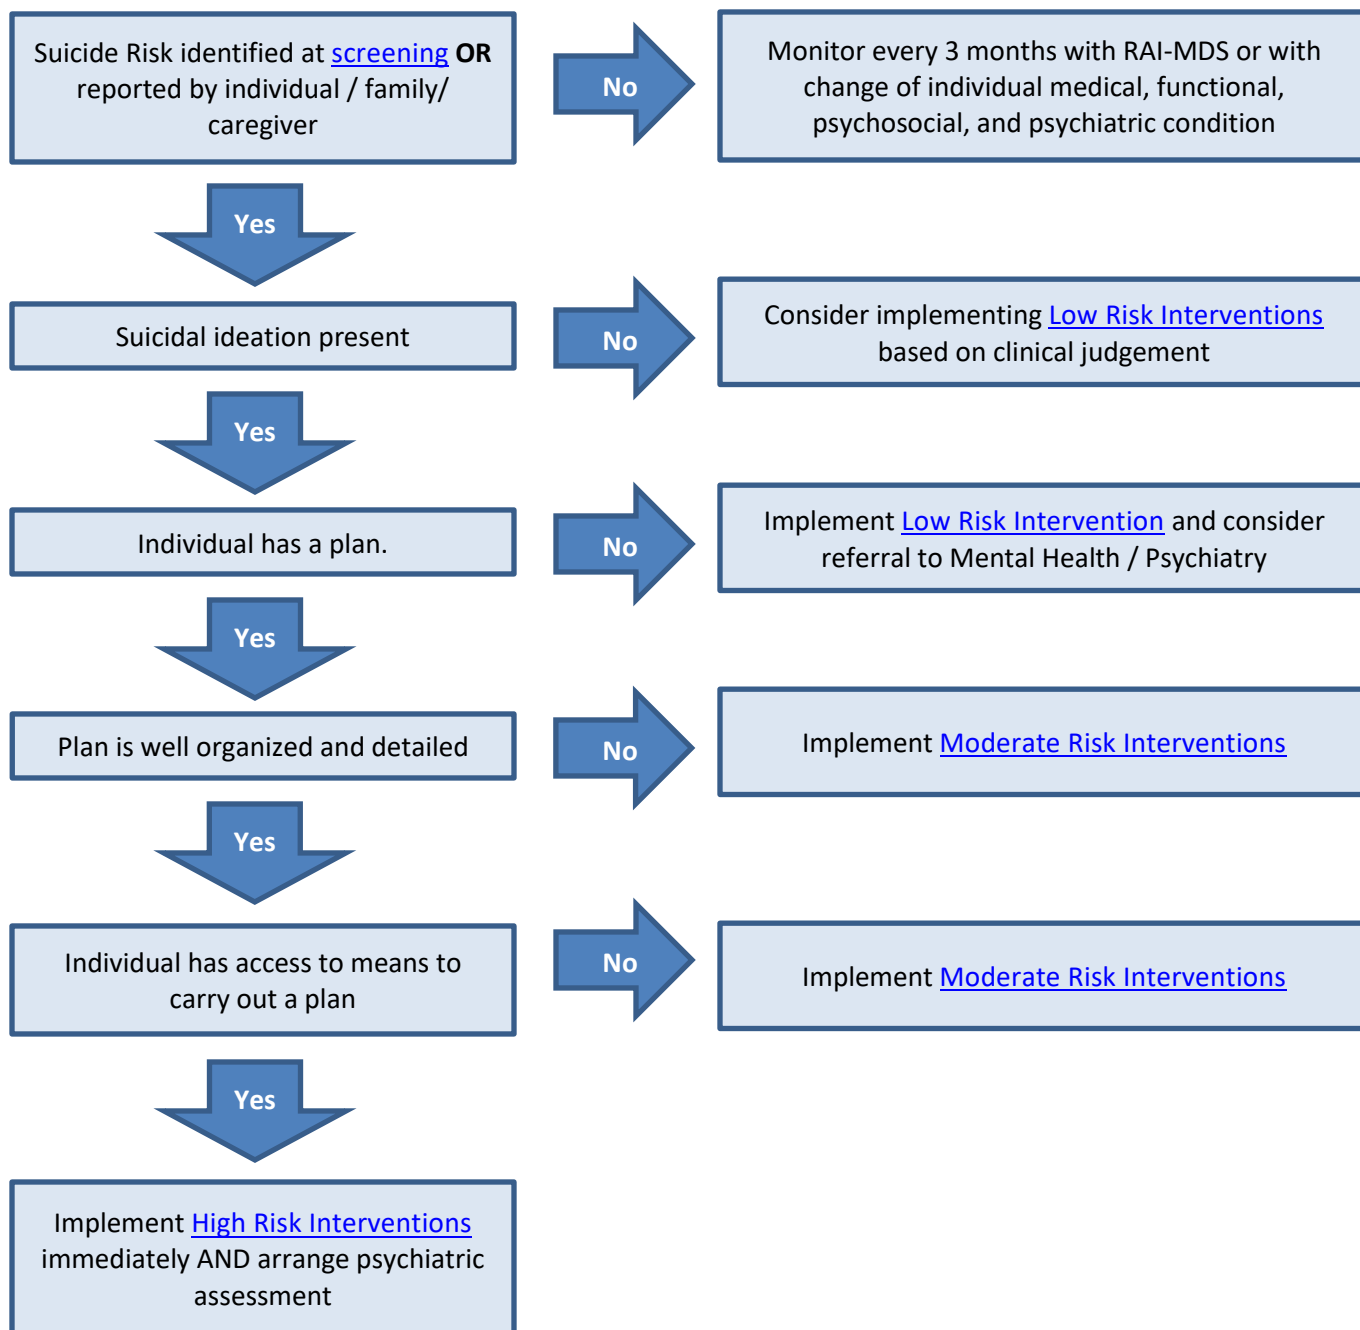 Suicide Risk identified at screening OR
reported by individual / family/
caregiver
No
Monitor every 3 months with RAI-MDS or with
change of individual medical, functional,
psychosocial, and psychiatric condition
Yes
Suicidal ideation present
No
Consider implementing Low Risk Interventions
based on clinical judgement
Yes
Individual has a plan.
No
Implement Low Risk Intervention and consider
referral to Mental Health / Psychiatry
Yes
Plan is well organized and detailed
No
Implement Moderate Risk Interventions
Yes
Individual has access to means to
carry out a plan
No
Implement Moderate Risk Interventions
Yes
Implement High Risk Interventions
immediately AND arrange psychiatric
assessment